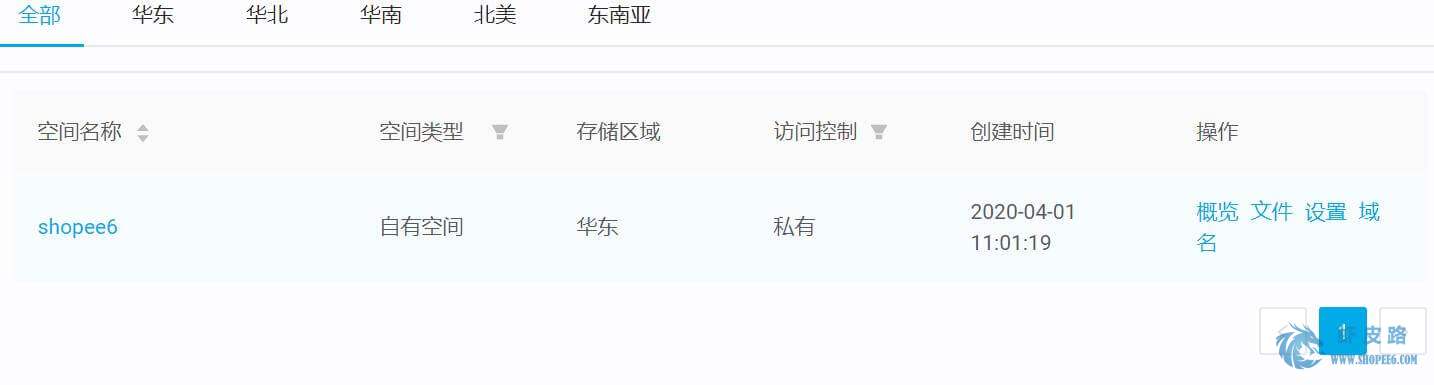 全部 华东 华北 华南 北美 东南亚
空间名称 空间类型 存储区域 访问控制 创建时间 操作
shopee6 自有空间 华东 私有 2020-04-01 概览 文件 设置 域
11:01:19 名
1
虾皮路
WWW.SHOPEE6.COM